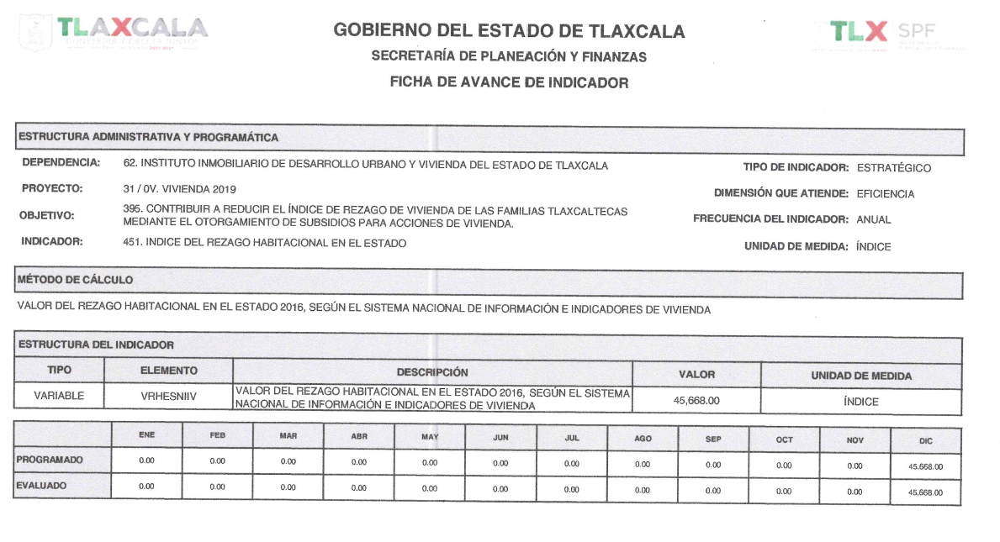 TLAXCALA
GOBIERNO DEL ESTADO DE TLAXCALA
TLX SPF
SECRETARÍA DE PLANEACIÓN Y FINANZAS
FICHA DE AVANCE DE INDICADOR
ESTRUCTURA ADMINISTRATIVA Y PROGRAMÁTICA
DEPENDENCIA: 62. INSTITUTO INMOBILIARIO DE DESARROLLO URBANO Y VIVIENDA DEL ESTADO DE TLAXCALA
TIPO DE INDICADOR: ESTRATÉGICO
PROYECTO: 31 / 0V. VIVIENDA 2019
DIMENSIÓN QUE ATIENDE: EFICIENCIA
OBJETIVO: 395. CONTRIBUIR A REDUCIR EL ÍNDICE DE REZAGO DE VIVIENDA DE LAS FAMILIAS TLAXCALTECAS
MEDIANTE EL OTORGAMIENTO DE SUBSIDIOS PARA ACCIONES DE VIVIENDA.
FRECUENCIA DEL INDICADOR: ANUAL
INDICADOR: 451. INDICE DEL REZAGO HABITACIONAL EN EL ESTADO
UNIDAD DE MEDIDA: ÍNDICE
MÉTODO DE CÁLCULO
VALOR DEL REZAGO HABITACIONAL EN EL ESTADO 2016, SEGÚN EL SISTEMA NACIONAL DE INFORMACIÓN E INDICADORES DE VIVIENDA
ESTRUCTURA DEL INDICADOR
TIPO ELEMENTO DESCRIPCIÓN VALOR UNIDAD DE MEDIDA
VARIABLE VRHESNIIV VALOR DEL REZAGO HABITACIONAL EN EL ESTADO 2016, SEGÚN EL SISTEMA
NACIONAL DE INFORMACIÓN E INDICADORES DE VIVIENDA 45,668.00 ÍNDICE
ENE FEB MAR ABR MAY JUN JUL AGO SEP OCT NOV DIC
PROGRAMADO 0.00 0.00 0.00 0.00 0.00 0.00 0.00 0.00 0.00 0.00 0.00 45,668.00
EVALUADO 0.00 0.00 0.00 0.00 0.00 0.00 0.00 0.00 0.00 0.00 0.00 45,668.00